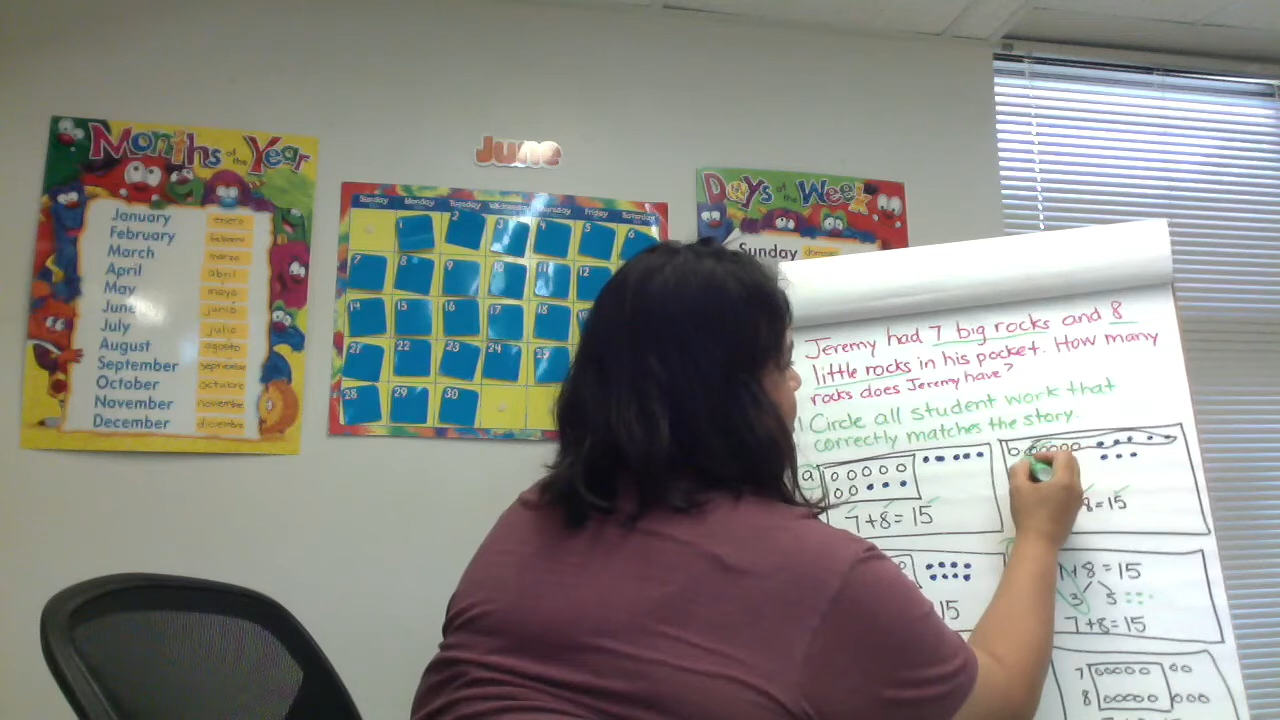 Months of the Year
January enero
February febrero
March marzo
April abril
May mayo
June junio
July julio
August agosto
September septiembre
October octubre
November noviembre
December diciembre
June
Sunday Monday Tuesday Wednesday Thursday Friday Saturday
1 2 3 4 5 6
7 8 9 10 11 12
14 15 16 17 18
21 22 23 24 25
28 29 30
Days of the Week
Sunday
Jeremy had 7 big rocks and 8
little rocks in his pocket. How many
rocks does Jeremy have?
Circle all student work that
correctly matches the story.
a
7+8=15
b
8=15
15
8=15
3 5
7+8=15
7
8